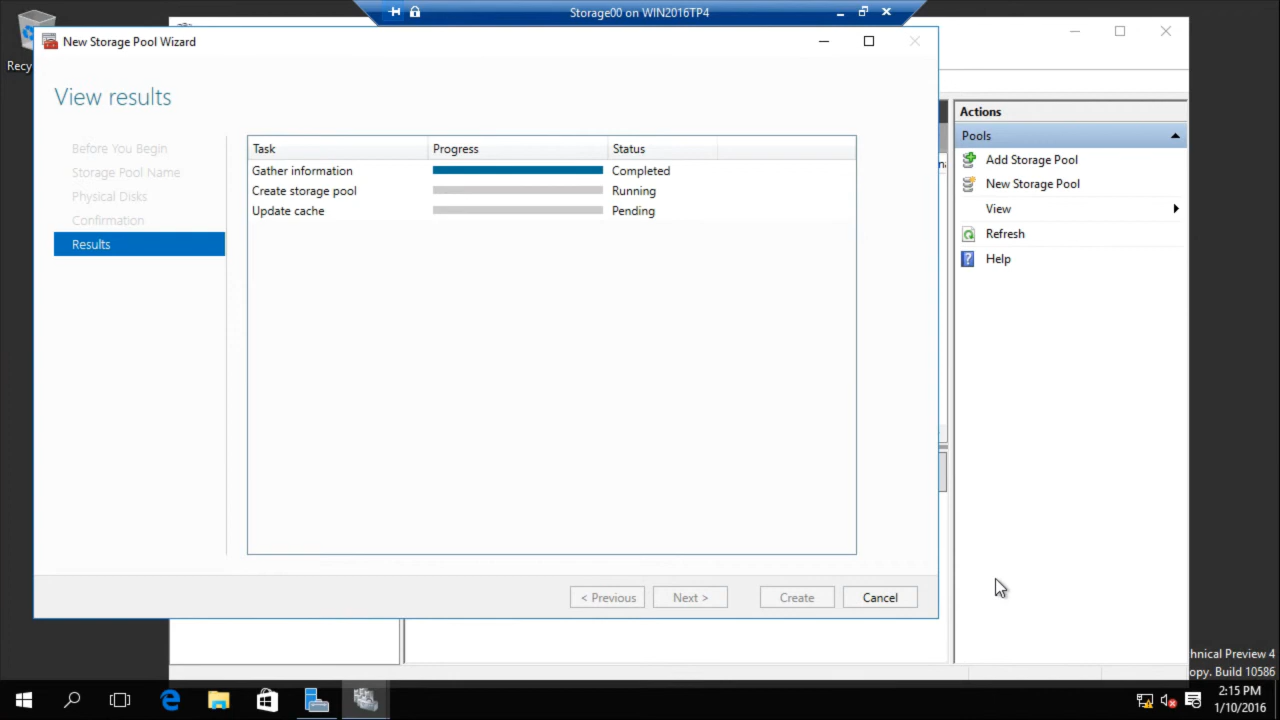 Storage00 on WIN2016TP4
Recy
New Storage Pool Wizard
View results
Before You Begin
Storage Pool Name
Physical Disks
Confirmation
Results
Task Progress Status
Gather information Completed
Create storage pool Running
Update cache Pending
< Previous Next > Create Cancel
Actions
Pools
Add Storage Pool
New Storage Pool
View
Refresh
Help
hnical Preview 4
opy. Build 10586
2:15 PM
1/10/2016